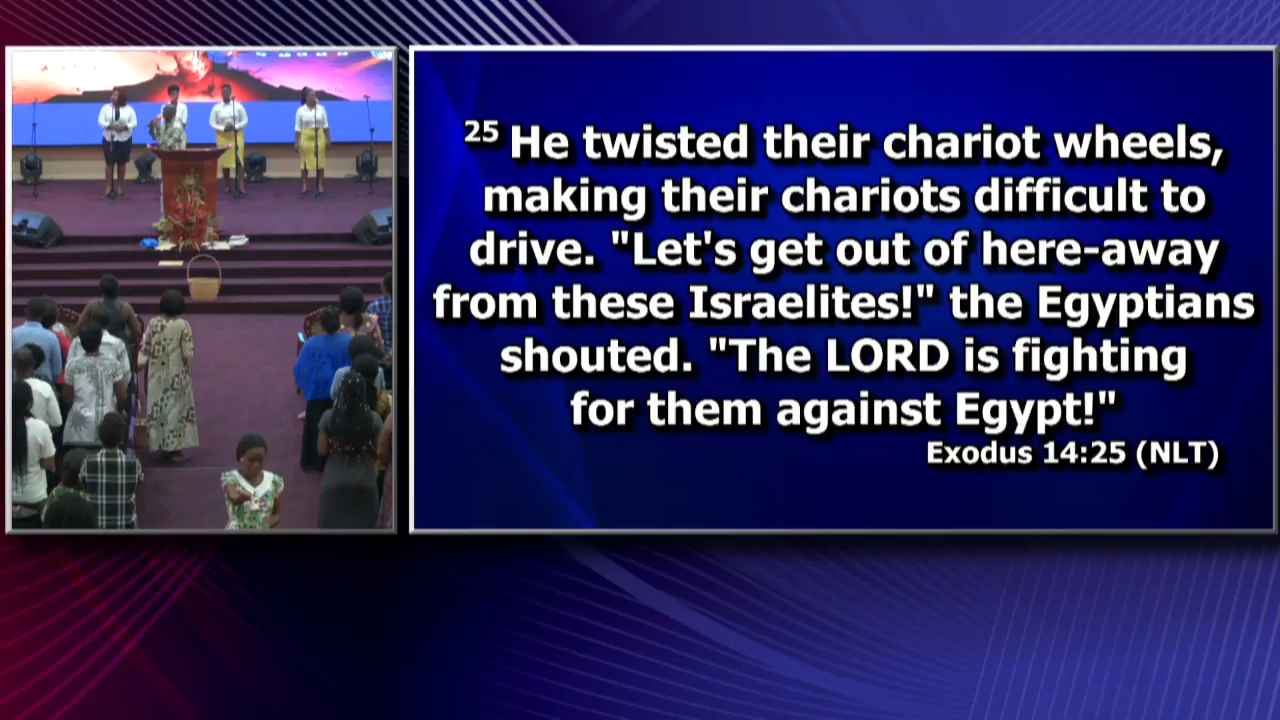 25 He twisted their chariot wheels,
making their chariots difficult to
drive. "Let's get out of here-away
from these Israelites!" the Egyptians
shouted. "The LORD is fighting
for them against Egypt!"
Exodus 14:25 (NLT)